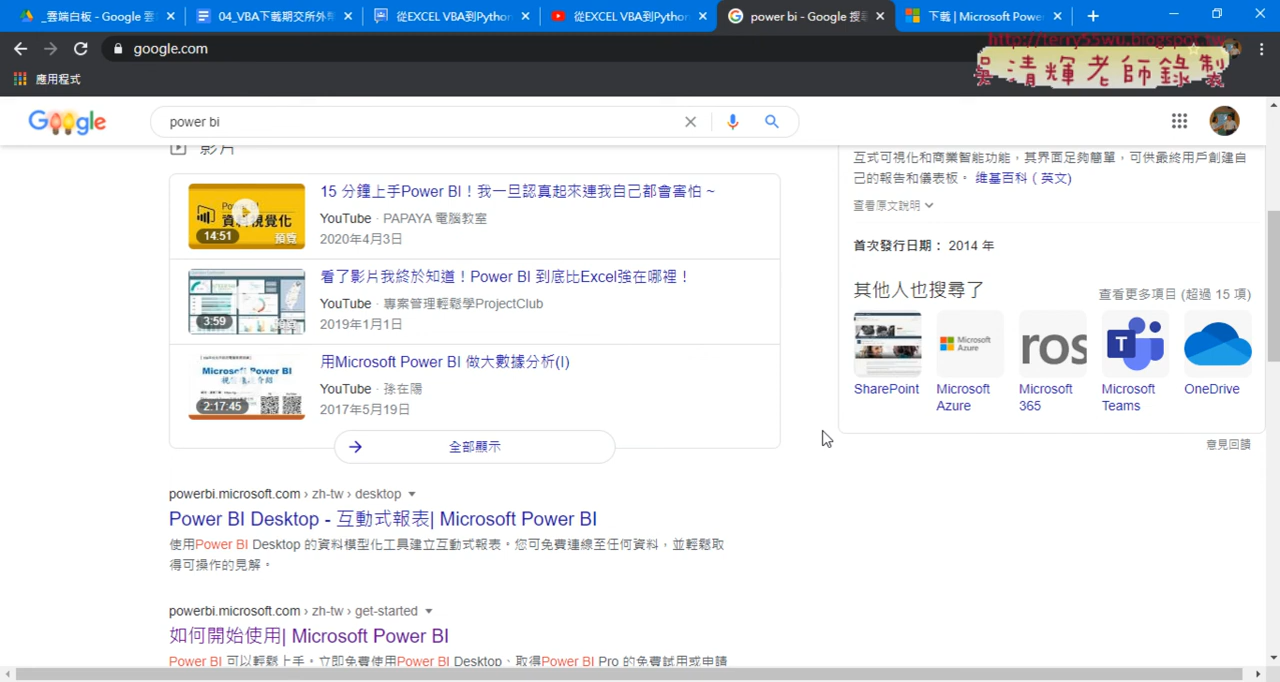 _雲端白板 - Google 雲
04_VBA下載期交所外幣
從EXCEL VBA到Python
從EXCEL VBA到Python
power bi - Google 搜尋
下載 | Microsoft Power
google.com
http://terry55wu.blogspot.tw
吳清輝老師錄製
應用程式
Google
power bi
影片
15 分鐘上手Power BI！我一旦認真起來連我自己都會害怕 ~
YouTube · PAPAYA 電腦教室
2020年4月3日
14:51
預覽
看了影片我終於知道！Power BI 到底比Excel強在哪裡！
YouTube · 專案管理輕鬆學ProjectClub
2019年1月1日
3:59
用Microsoft Power BI 做大數據分析(I)
YouTube · 孫在陽
2017年5月19日
2:17:45
全部顯示
powerbi.microsoft.com › zh-tw › desktop
Power BI Desktop - 互動式報表| Microsoft Power BI
使用Power BI Desktop 的資料模型化工具建立互動式報表。您可免費連線至任何資料，並輕鬆取
得可操作的見解。
powerbi.microsoft.com › zh-tw › get-started
如何開始使用| Microsoft Power BI
Power BI 可以輕鬆上手。立即免費使用Power BI Desktop、取得Power BI Pro 的免費試用或申請
互式可視化和商業智能功能，其界面足夠簡單，可供最終用戶創建自
己的報告和儀表板。 維基百科 ( 英文)
查看原文說明
首次發行日期： 2014 年
其他人也搜尋了
查看更多項目 (超過 15 項)
Microsoft
Azure
ros
T
SharePoint
Microsoft
Azure
Microsoft
365
Microsoft
Teams
OneDrive
意見回饋